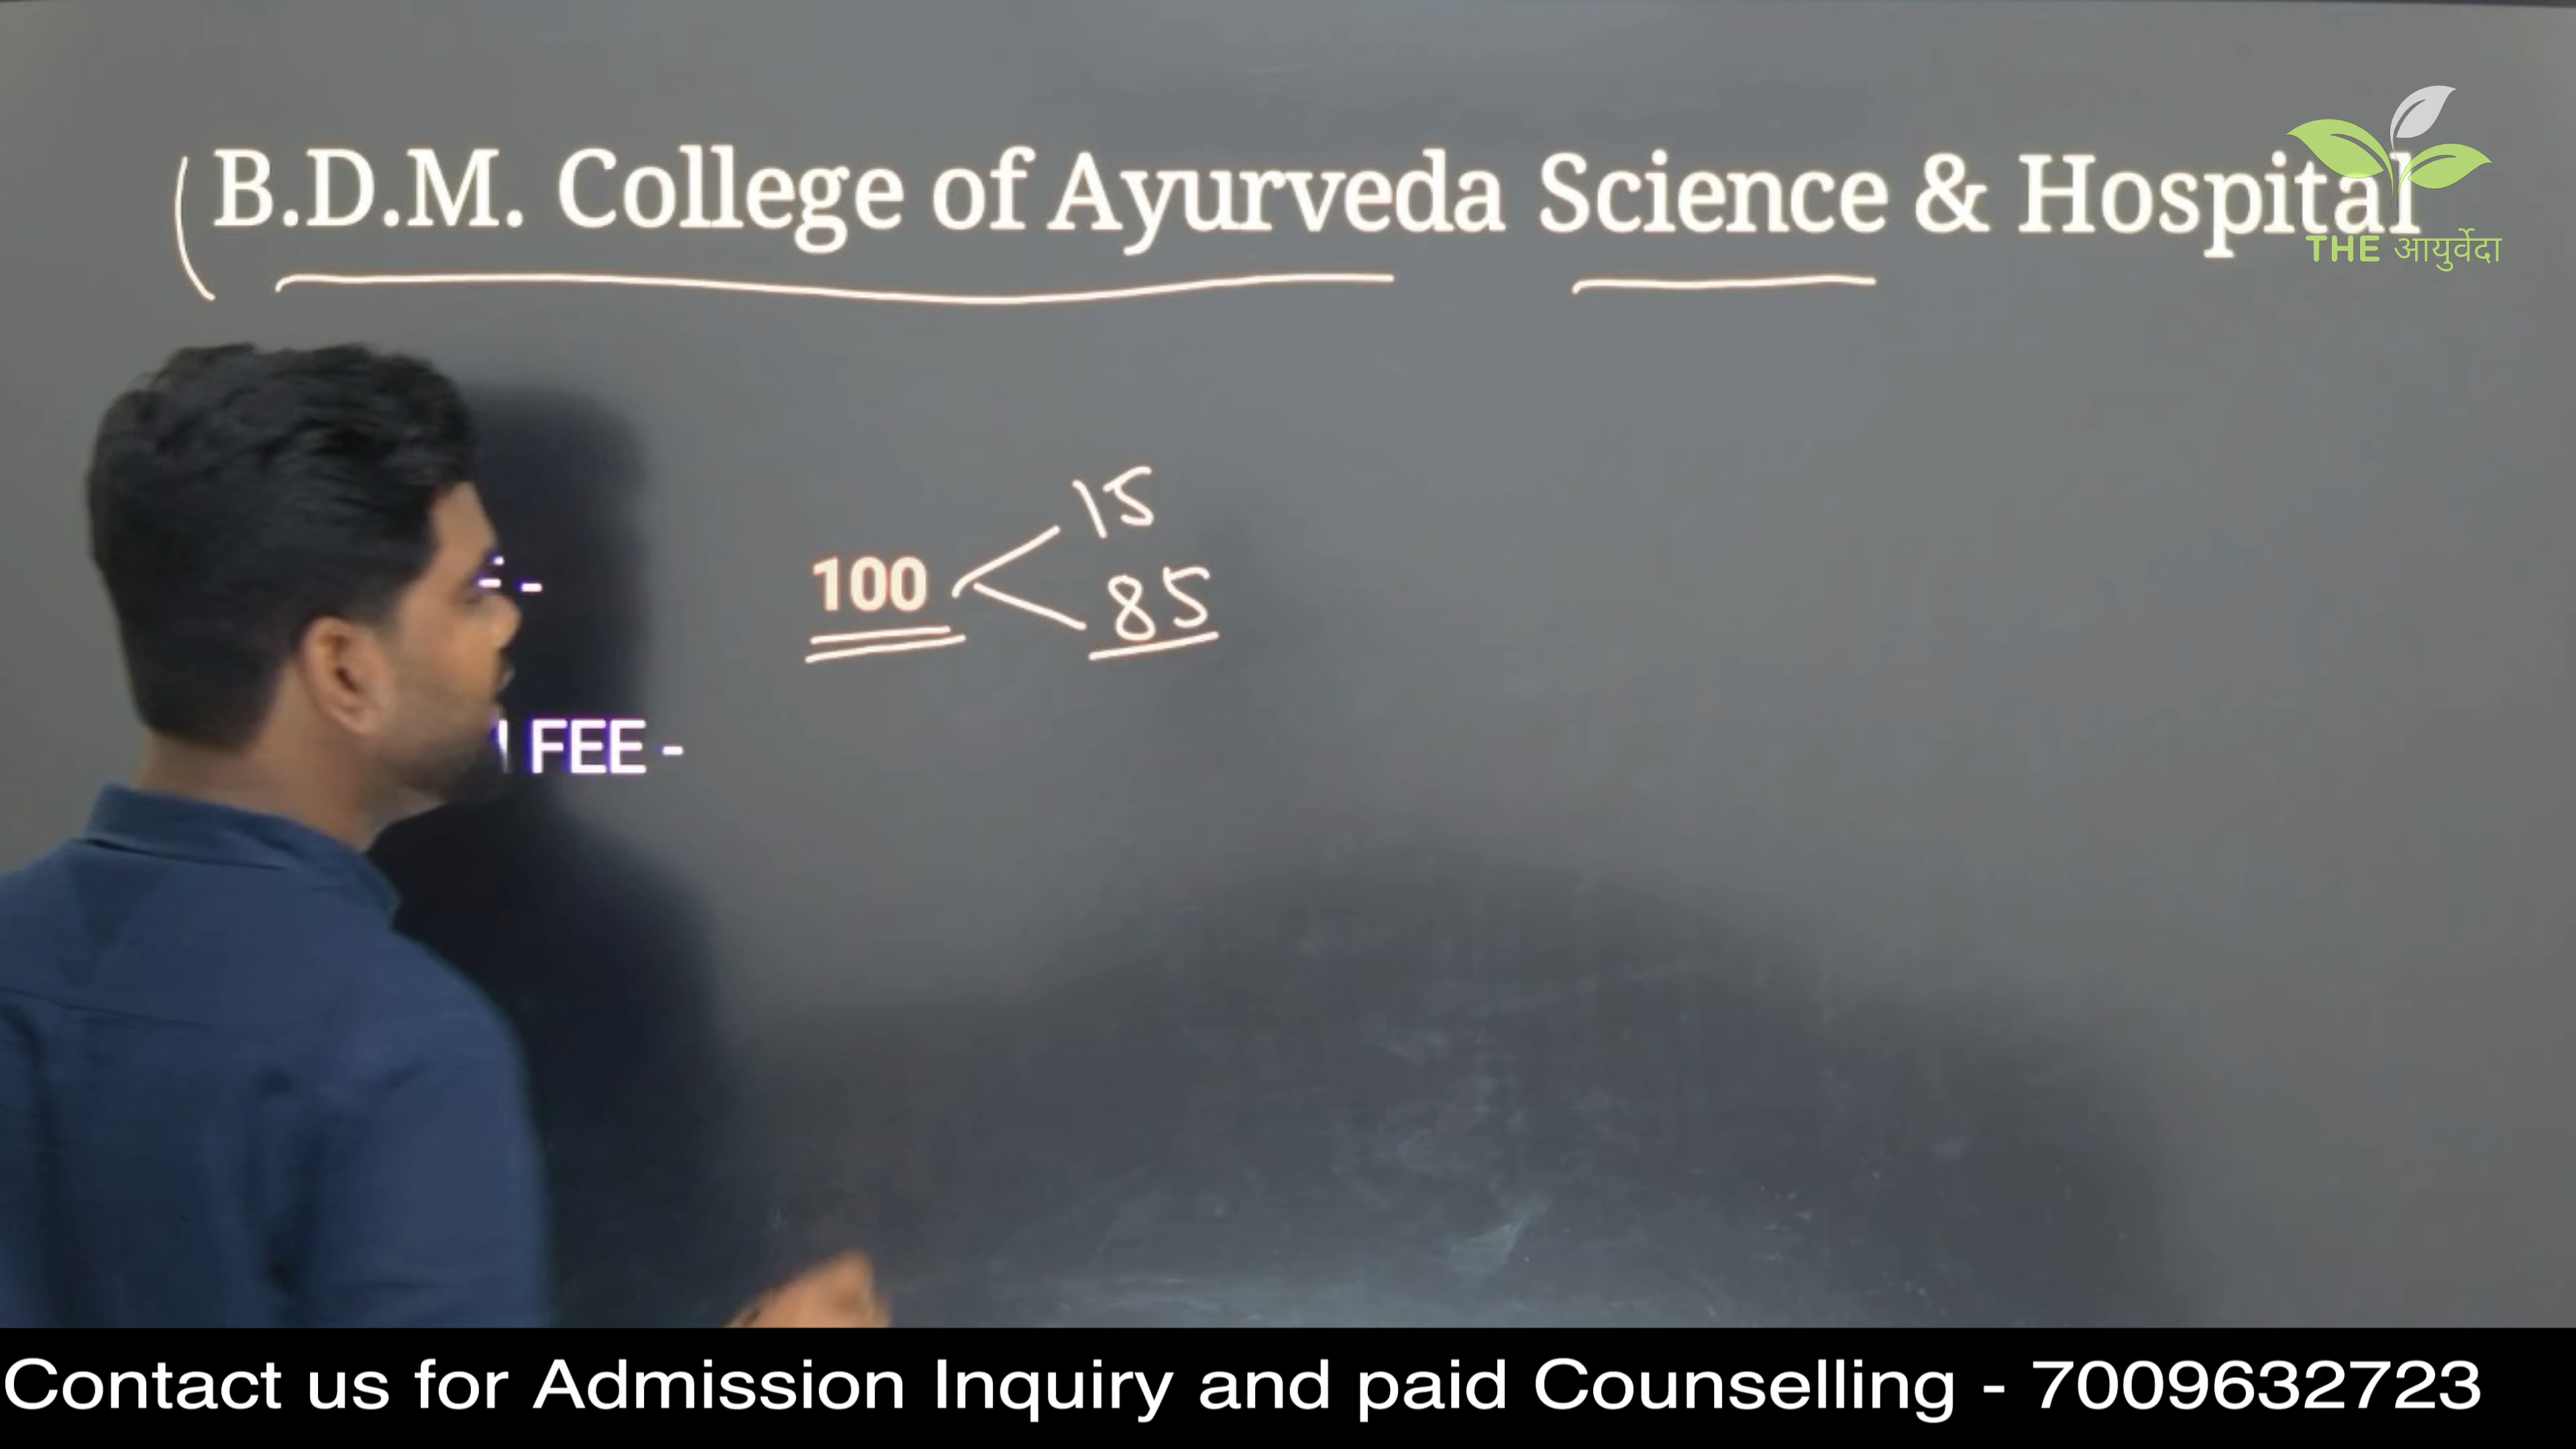 B.D.M. College of Ayurveda Science & Hospital
THE आयुर्वेदा
15
100
85
FEE -
Contact us for Admission Inquiry and paid Counselling - 7009632723